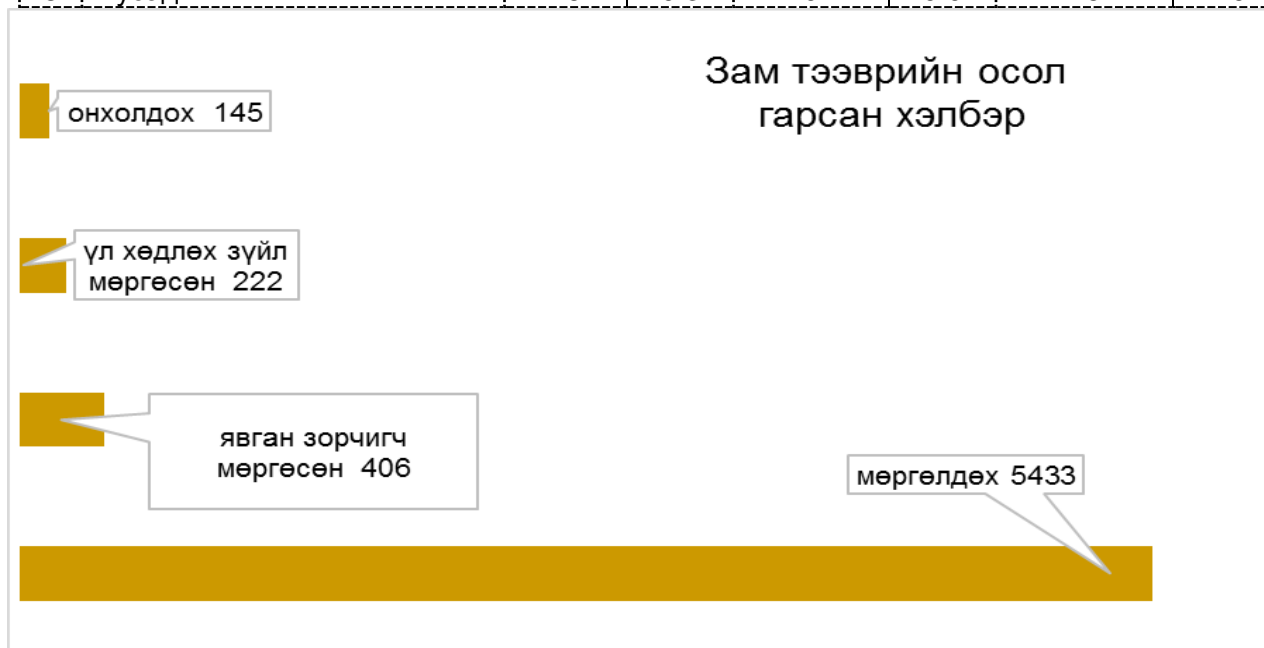 Зам тээврийн осол
гарсан хэлбэр
онхолдох 145
үл хөдлөх зүйл
мөргөсөн 222
явган зорчигч
мөргөсөн 406
мөргөлдөх 5433